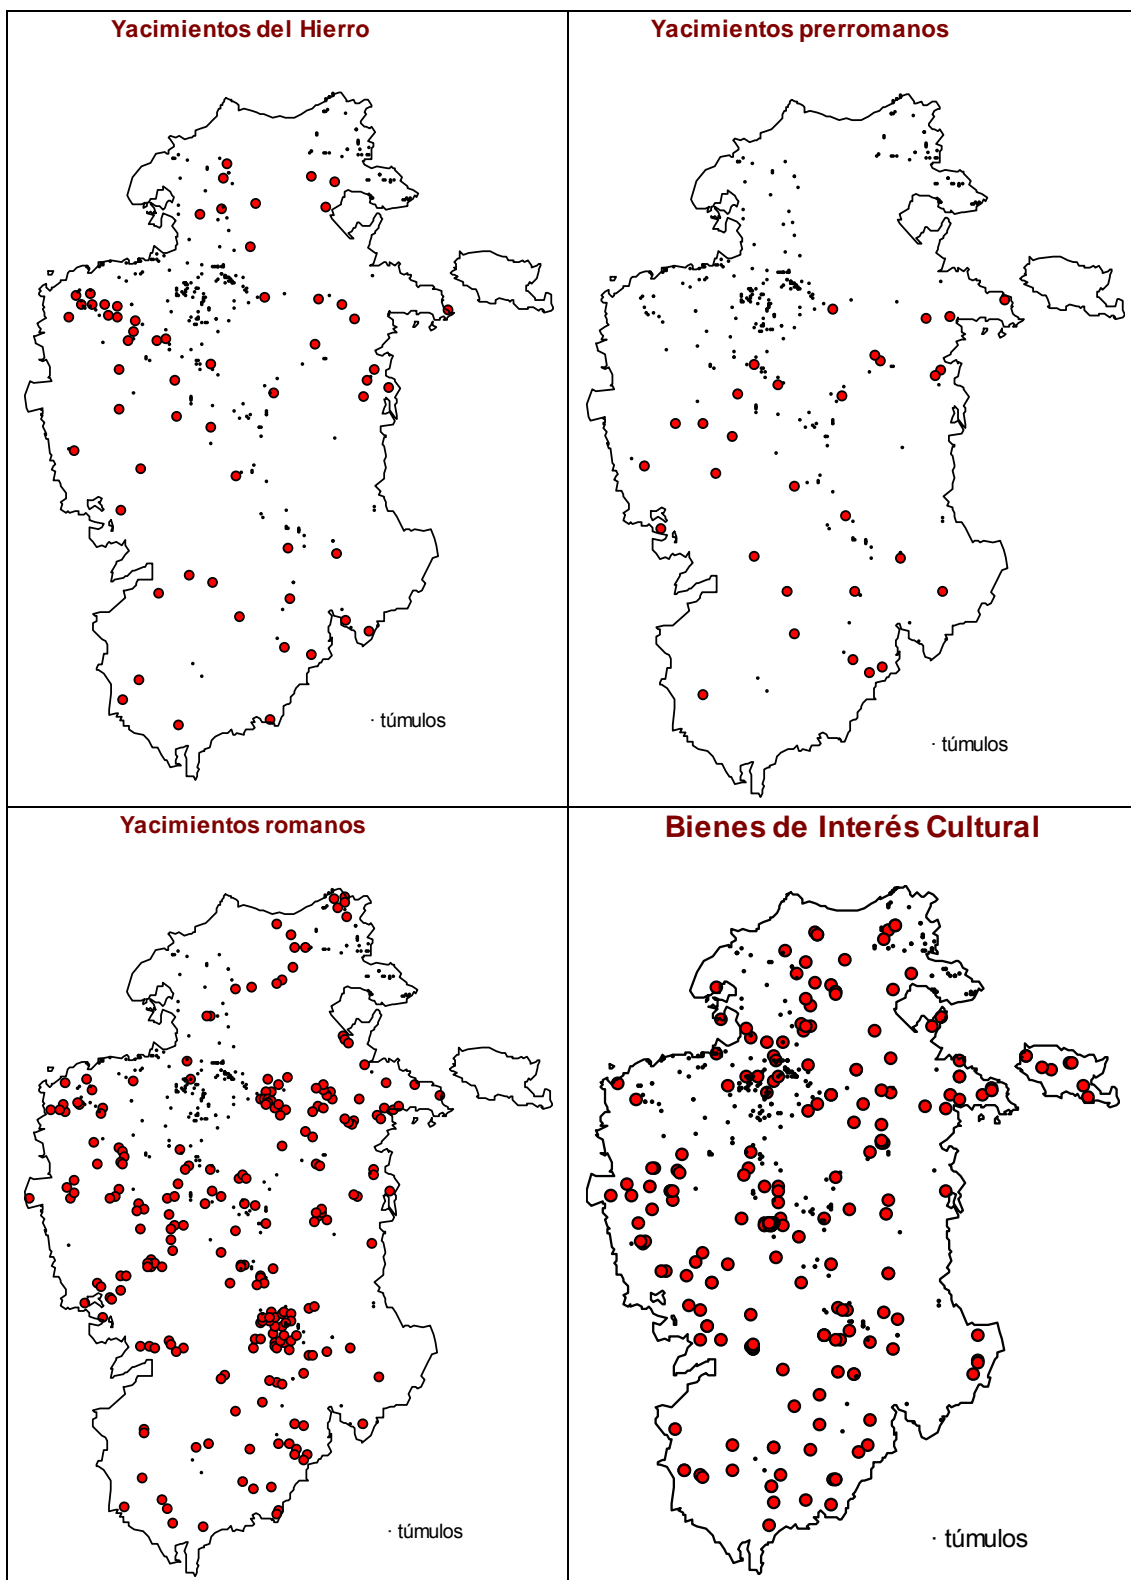 Yacimientos del Hierro
Yacimientos prerromanos
· túmulos
· túmulos
Yacimientos romanos
Bienes de Interés Cultural
· túmulos
· túmulos